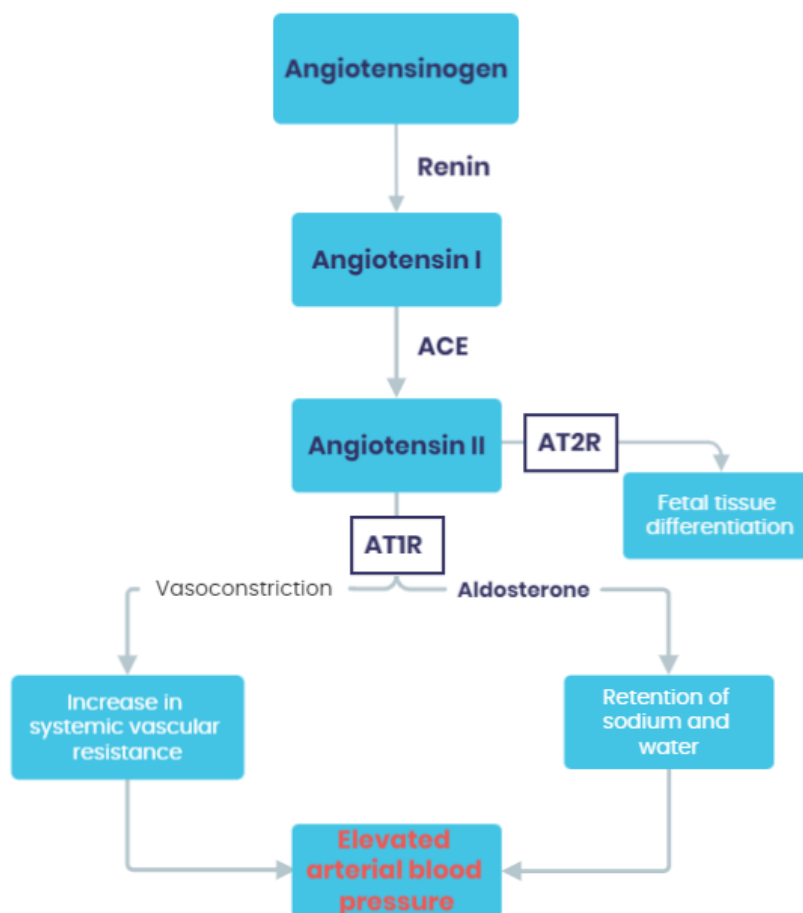 Angiotensinogen
Renin
Angiotensin I
ACE
Angiotensin II
AT2R
Fetal tissue
differentiation
AT1R
Vasoconstriction
Aldosterone
Increase in
systemic vascular
resistance
Retention of
sodium and
water
Elevated
arterial blood
pressure